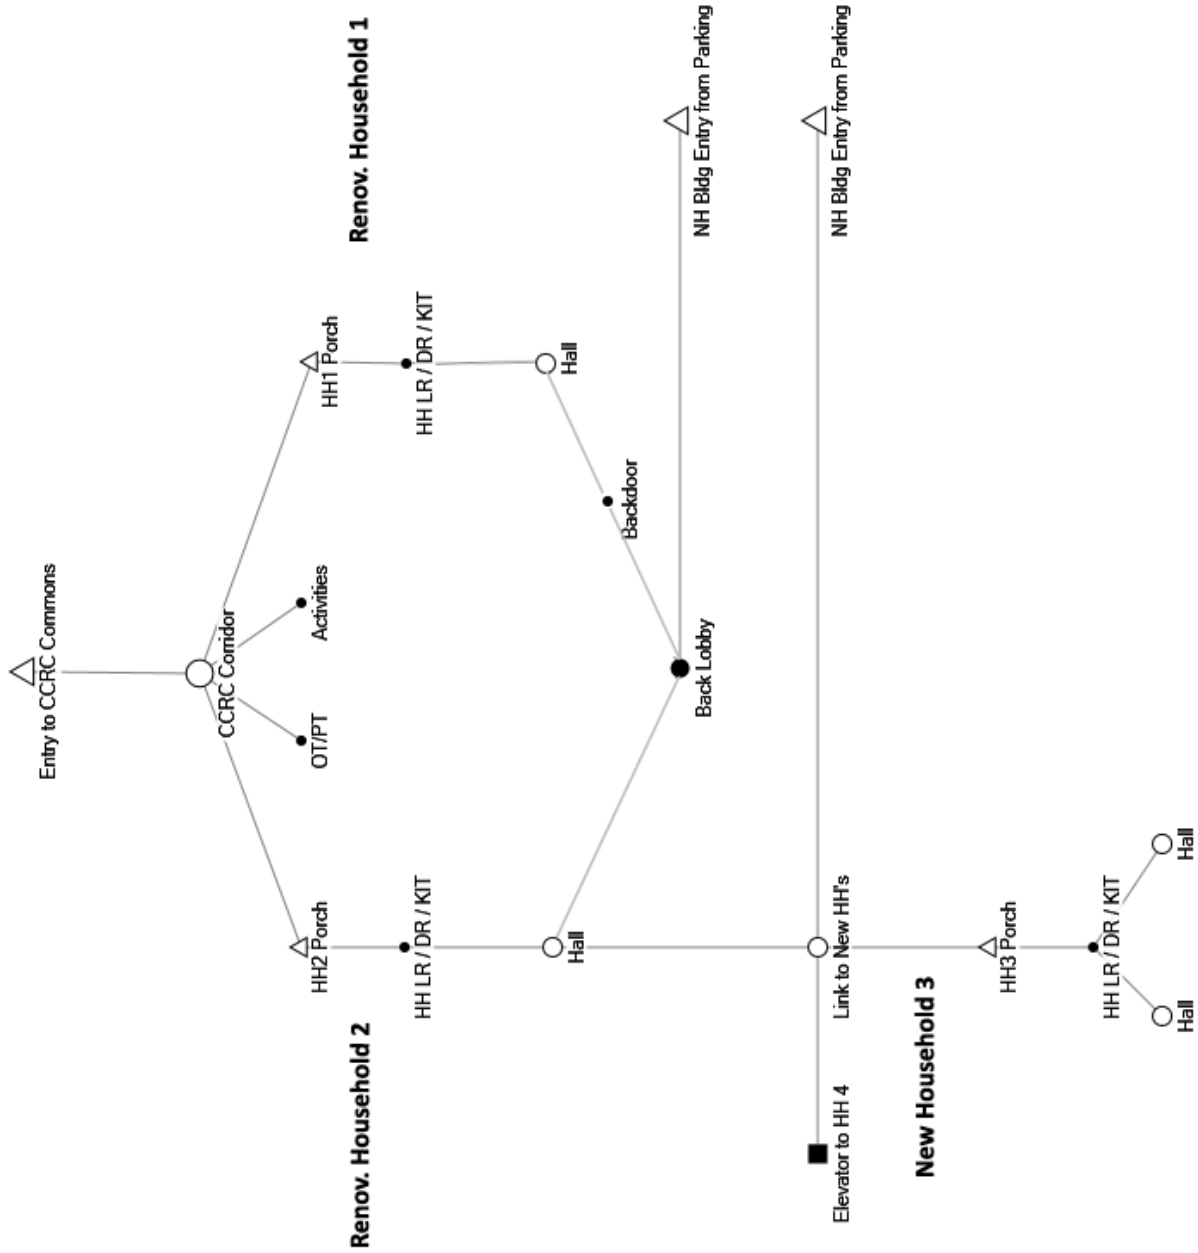 Entry to CCRC Commons
CCRC Corridor
OT/PT
Activities
HH2 Porch
HH1 Porch
Renov. Household 2
Renov. Household 1
HH LR / DR / KIT
HH LR / DR / KIT
Hall
Hall
Backdoor
Back Lobby
NH Bldg Entry from Parking
Elevator to HH 4
Link to New HH's
NH Bldg Entry from Parking
New Household 3
HH3 Porch
HH LR / DR / KIT
Hall
Hall